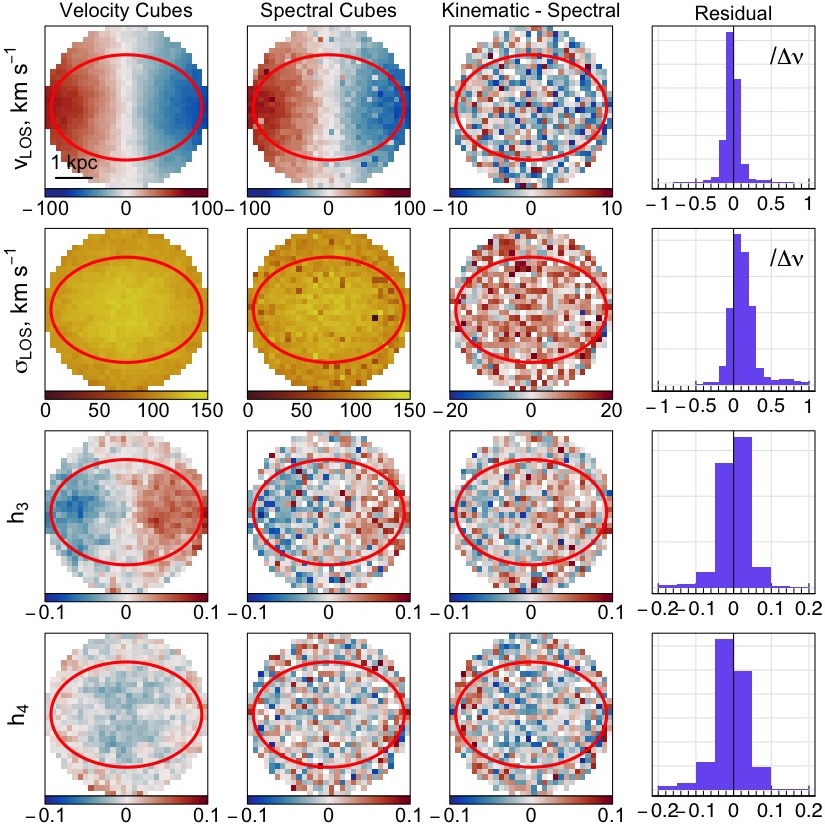 Velocity Cubes Spectral Cubes Kinematic - Spectral Residual
v_LOS, km s⁻¹
1 kpc
/Δν
−100 0 100 −100 0 100 −10 0 10 −1 −0.5 0 0.5 1
σ_LOS, km s⁻¹
/Δν
0 50 100 150 0 50 100 150 −20 0 20 −1 −0.5 0 0.5 1
h₃
−0.1 0 0.1 −0.1 0 0.1 −0.1 0 0.1 −0.2 −0.1 0 0.1 0.2
h₄
−0.1 0 0.1 −0.1 0 0.1 −0.1 0 0.1 −0.2 −0.1 0 0.1 0.2